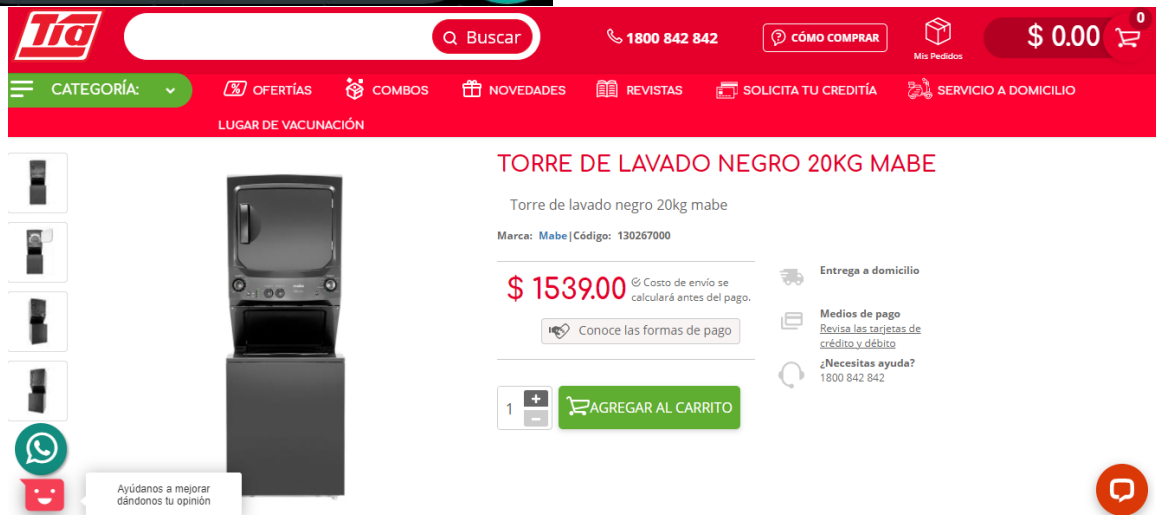 Tía
Buscar
1800 842 842
CÓMO COMPRAR
Mis Pedidos
$ 0.00
0
CATEGORÍA:
OFERTÍAS
COMBOS
NOVEDADES
REVISTAS
SOLICITA TU CREDITÍA
SERVICIO A DOMICILIO
LUGAR DE VACUNACIÓN
TORRE DE LAVADO NEGRO 20KG MABE
Torre de lavado negro 20kg mabe
Marca: Mabe|Código: 130267000
$ 1539.00
Costo de envío se
calculará antes del pago.
Conoce las formas de pago
1
+
−
AGREGAR AL CARRITO
Entrega a domicilio
Medios de pago
Revisa las tarjetas de
crédito y débito
¿Necesitas ayuda?
1800 842 842
Ayúdanos a mejorar
dándonos tu opinión